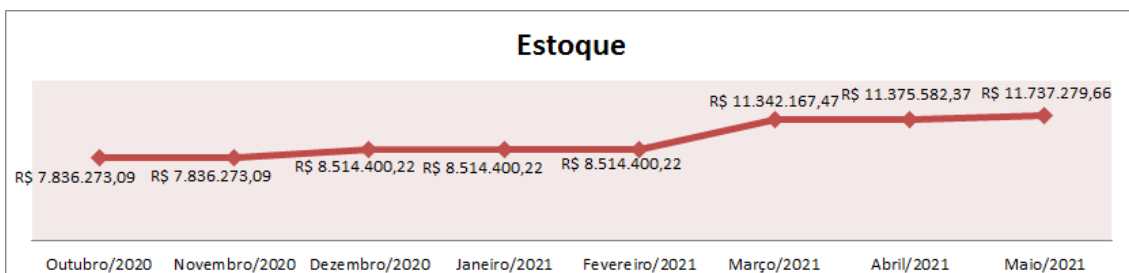 Estoque
R$ 7.836.273,09
R$ 7.836.273,09
R$ 8.514.400,22
R$ 8.514.400,22
R$ 8.514.400,22
R$ 11.342.167,47
R$ 11.375.582,37
R$ 11.737.279,66
Outubro/2020 Novembro/2020 Dezembro/2020 Janeiro/2021 Fevereiro/2021 Março/2021 Abril/2021 Maio/2021